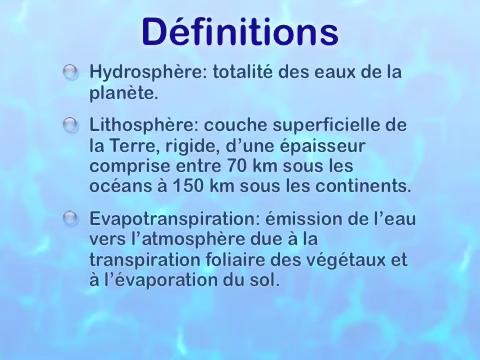 Définitions
Hydrosphère: totalité des eaux de la
planète.
Lithosphère: couche superficielle de
la Terre, rigide, d’une épaisseur
comprise entre 70 km sous les
océans à 150 km sous les continents.
Evapotranspiration: émission de l’eau
vers l’atmosphère due à la
transpiration foliaire des végétaux et
à l’évaporation du sol.